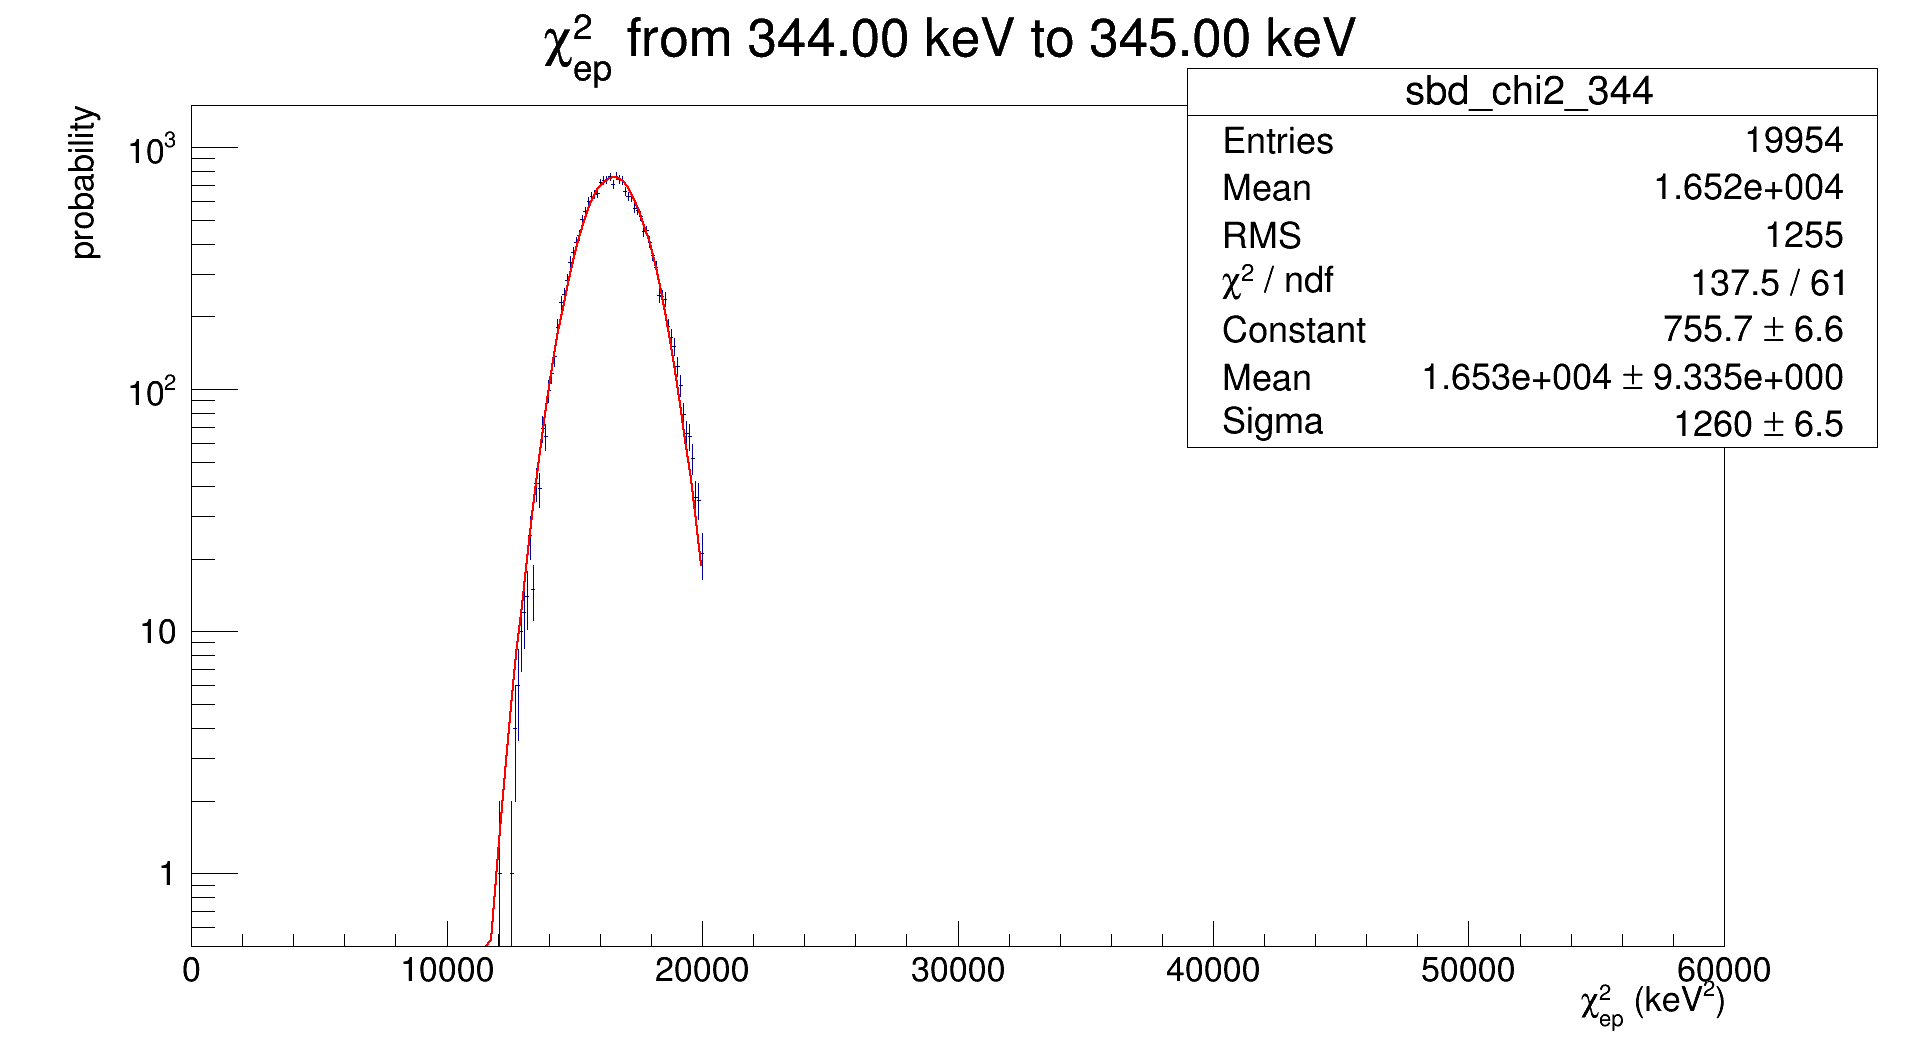 χ²ep from 344.00 keV to 345.00 keV
probability
sbd_chi2_344
Entries 19954
Mean 1.652e+004
RMS 1255
χ² / ndf 137.5 / 61
Constant 755.7 ± 6.6
Mean 1.653e+004 ± 9.335e+000
Sigma 1260 ± 6.5
10³
10²
10
1
0 10000 20000 30000 40000 50000 60000
χ²ep (keV²)